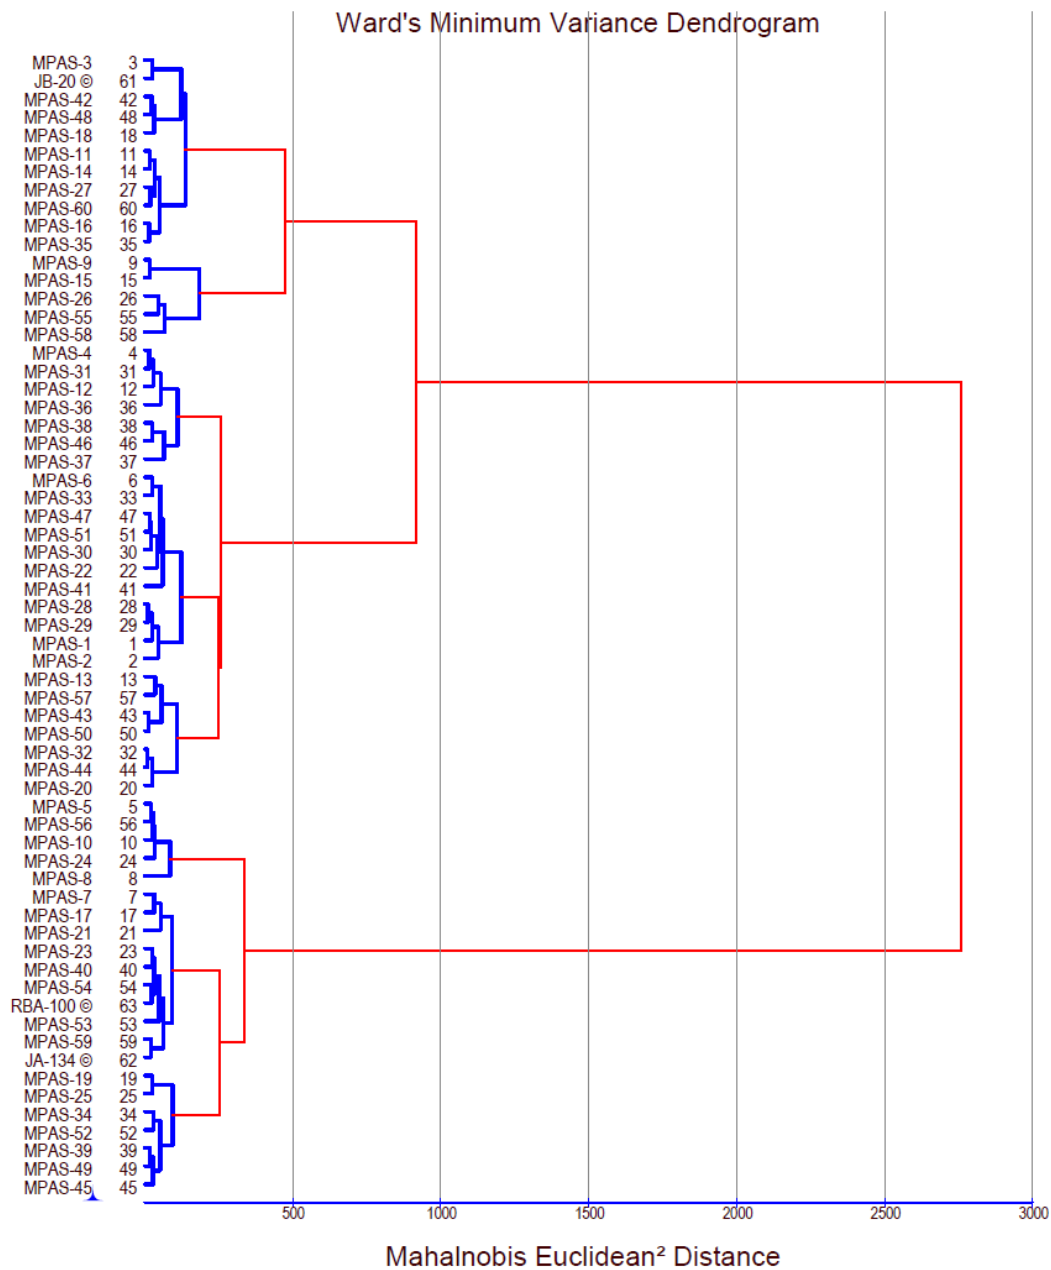 Ward's Minimum Variance Dendrogram
MPAS-3 3
JB-20 © 61
MPAS-42 42
MPAS-48 48
MPAS-18 18
MPAS-11 11
MPAS-14 14
MPAS-27 27
MPAS-60 60
MPAS-16 16
MPAS-35 35
MPAS-9 9
MPAS-15 15
MPAS-26 26
MPAS-55 55
MPAS-58 58
MPAS-4 4
MPAS-31 31
MPAS-12 12
MPAS-36 36
MPAS-38 38
MPAS-46 46
MPAS-37 37
MPAS-6 6
MPAS-33 33
MPAS-47 47
MPAS-51 51
MPAS-30 30
MPAS-22 22
MPAS-41 41
MPAS-28 28
MPAS-29 29
MPAS-1 1
MPAS-2 2
MPAS-13 13
MPAS-57 57
MPAS-43 43
MPAS-50 50
MPAS-32 32
MPAS-44 44
MPAS-20 20
MPAS-5 5
MPAS-56 56
MPAS-10 10
MPAS-24 24
MPAS-8 8
MPAS-7 7
MPAS-17 17
MPAS-21 21
MPAS-23 23
MPAS-40 40
MPAS-54 54
RBA-100 © 63
MPAS-53 53
MPAS-59 59
JA-134 © 62
MPAS-19 19
MPAS-25 25
MPAS-34 34
MPAS-52 52
MPAS-39 39
MPAS-49 49
MPAS-45 45
500 1000 1500 2000 2500 3000
Mahalnobis Euclidean² Distance